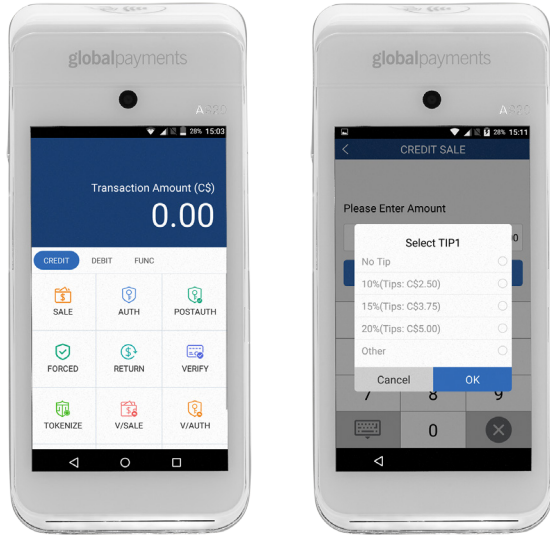 globalpayments
28% 15:03
Transaction Amount (C$)
0.00
CREDIT DEBIT FUNC
SALE AUTH POSTAUTH
FORCED RETURN VERIFY
TOKENIZE V/SALE V/AUTH
globalpayments
28% 15:11
CREDIT SALE
Please Enter Amount
Select TIP1
No Tip
10%(Tips: C$2.50)
15%(Tips: C$3.75)
20%(Tips: C$5.00)
Other
Cancel OK
7 8 9
0